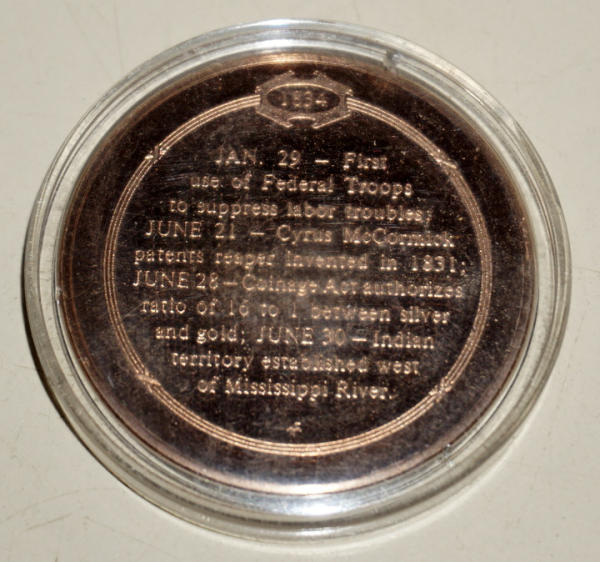 1834
JAN. 29 — First
use of Federal Troops
to suppress labor troubles;
JUNE 21 — Cyrus McCormick
patents reaper invented in 1831;
JUNE 28 — Coinage Act authorizes
ratio of 16 to 1 between silver
and gold; JUNE 30 — Indian
territory established west
of Mississippi River.